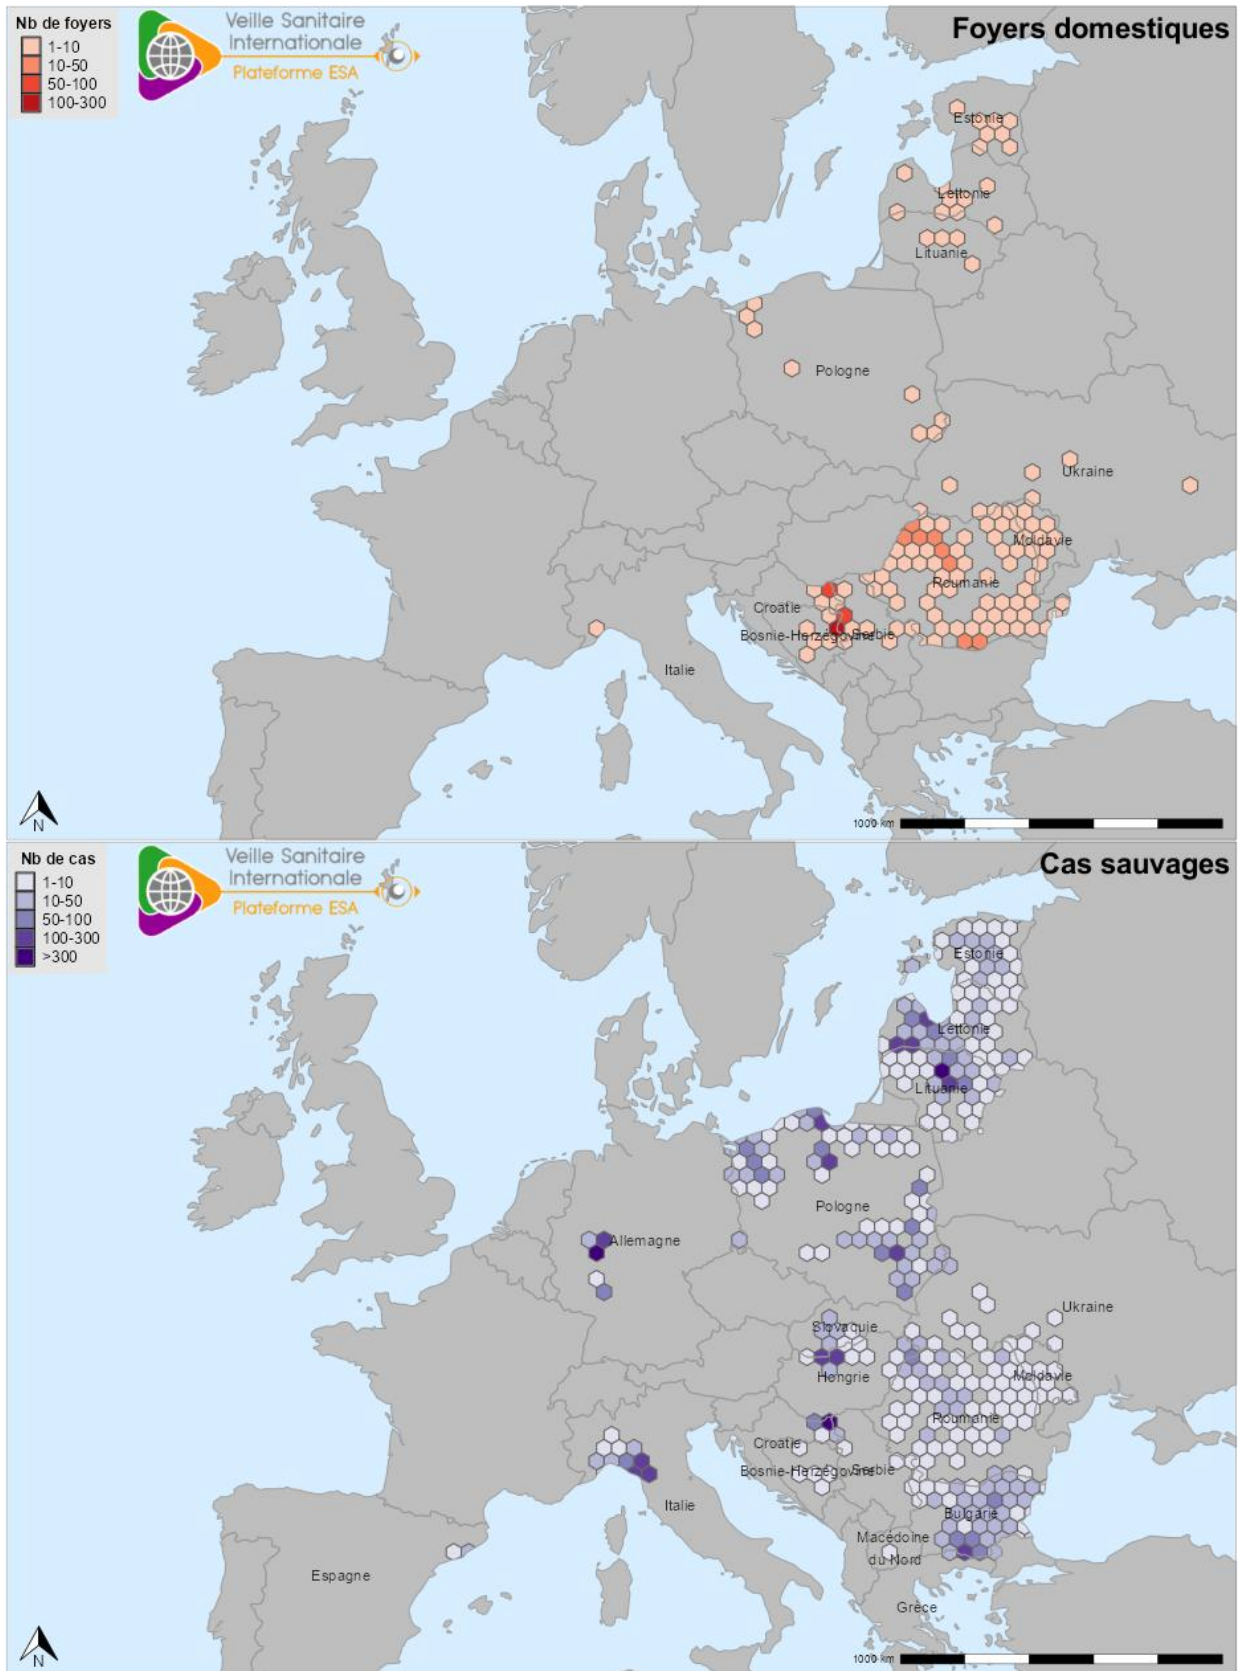 Nb de foyers
1-10
10-50
50-100
100-300
Veille Sanitaire
Internationale
Plateforme ESA
Foyers domestiques
Estonie
Lettonie
Lituanie
Pologne
Ukraine
Moldavie
Roumanie
Croatie
Bosnie-Herzégovine
Serbie
Italie
N
1000 km
Nb de cas
1-10
10-50
50-100
100-300
>300
Veille Sanitaire
Internationale
Plateforme ESA
Cas sauvages
Estonie
Lettonie
Lituanie
Pologne
Allemagne
Ukraine
Slovaquie
Hongrie
Moldavie
Roumanie
Croatie
Bosnie-Herzégovine
Serbie
Italie
Bulgarie
Macédoine
du Nord
Espagne
Grèce
N
1000 km